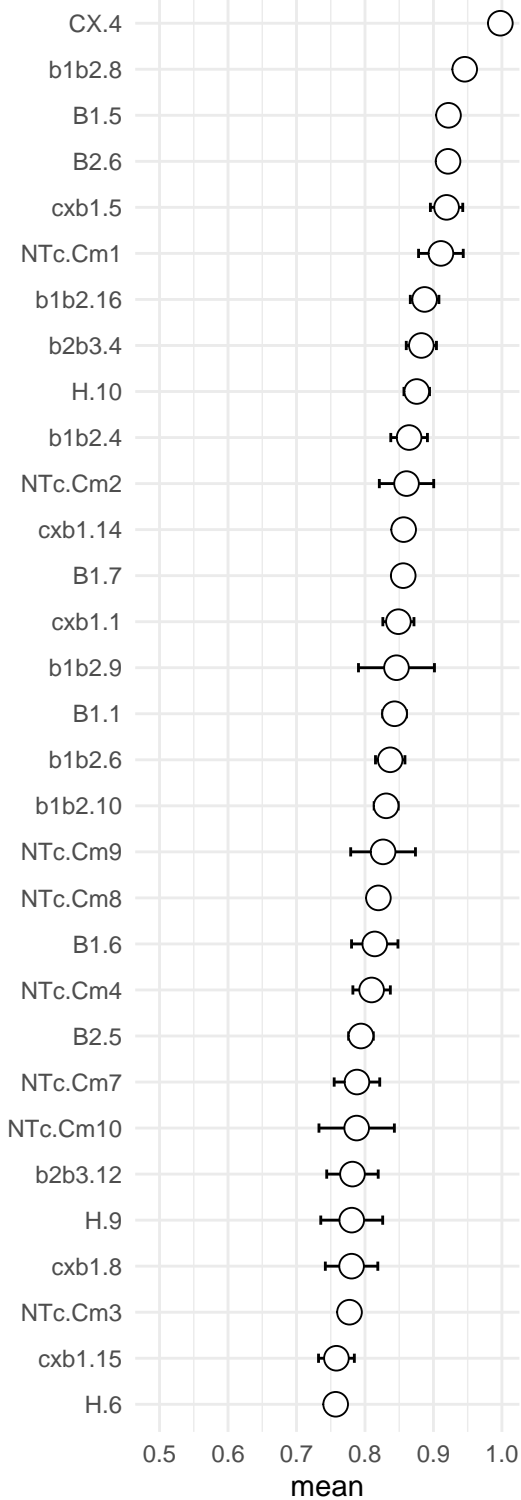 CX.4
b1b2.8
B1.5
B2.6
cxb1.5
NTc.Cm1
b1b2.16
b2b3.4
H.10
b1b2.4
NTc.Cm2
cxb1.14
B1.7
cxb1.1
b1b2.9
B1.1
b1b2.6
b1b2.10
NTc.Cm9
NTc.Cm8
B1.6
NTc.Cm4
B2.5
NTc.Cm7
NTc.Cm10
b2b3.12
H.9
cxb1.8
NTc.Cm3
cxb1.15
H.6
0.5 0.6 0.7 0.8 0.9 1.0
mean